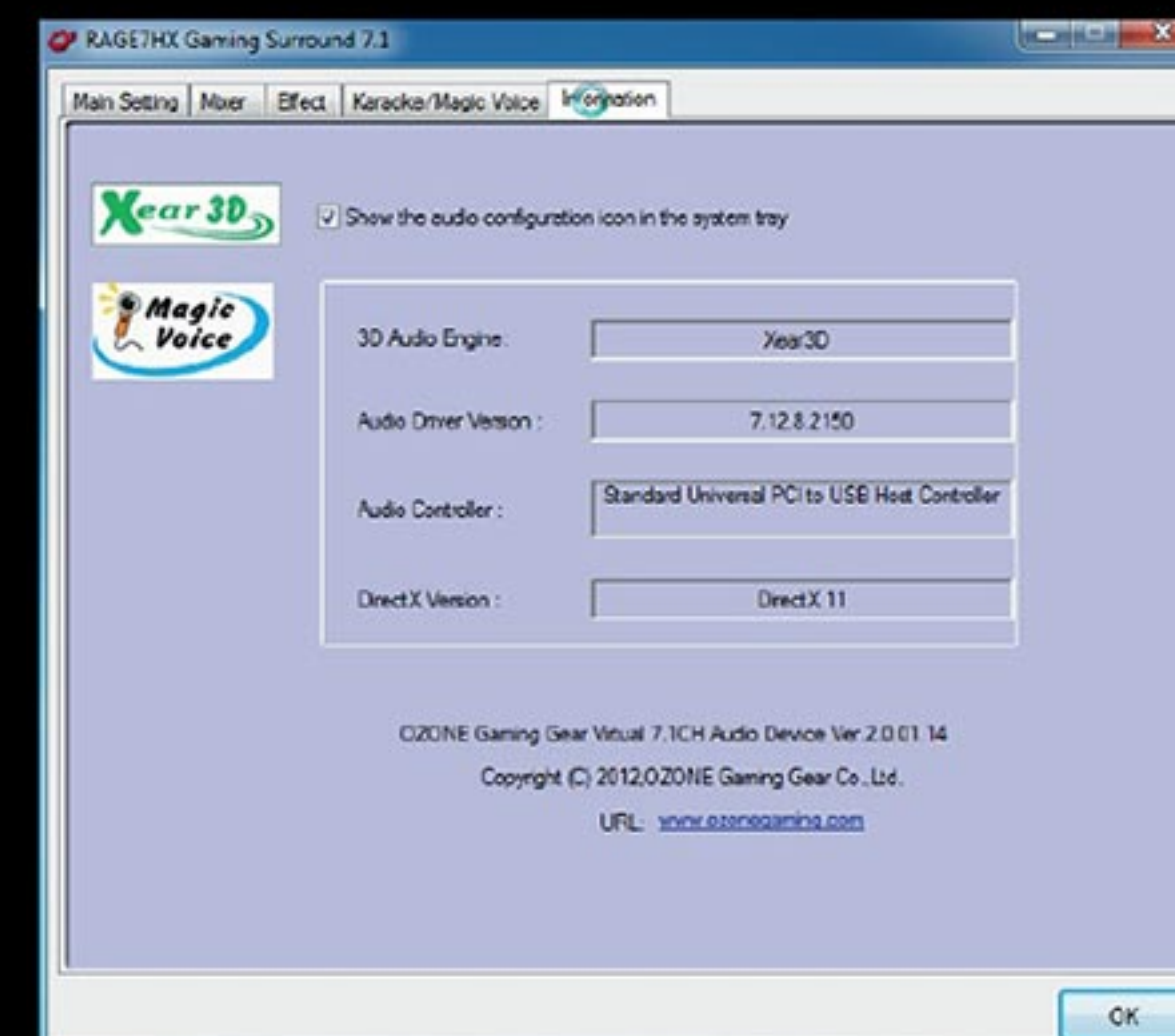 RAGE7HX Gaming Surround 7.1
Main Setting Mixer Effect Karaoke/Magic Voice Information
Xear 3D
Show the audio configuration icon in the system tray
Magic
Voice
3D Audio Engine: Xear3D
Audio Driver Version : 7.12.8.2150
Audio Controller : Standard Universal PCI to USB Host Controller
DirectX Version : DirectX 11
OZONE Gaming Gear Virtual 7.1CH Audio Device Ver 2.0.01.14
Copyright (C) 2012,OZONE Gaming Gear Co.,Ltd.
URL: www.ozonegaming.com
OK